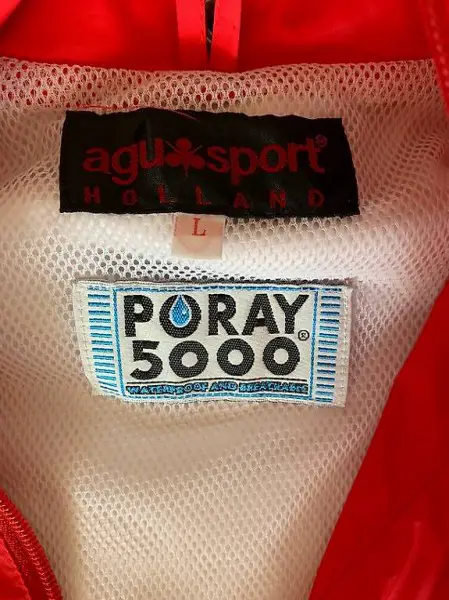 agu sport®
HOLLAND
L
PORAY
5000®
WATERPROOF AND BREATHABLE